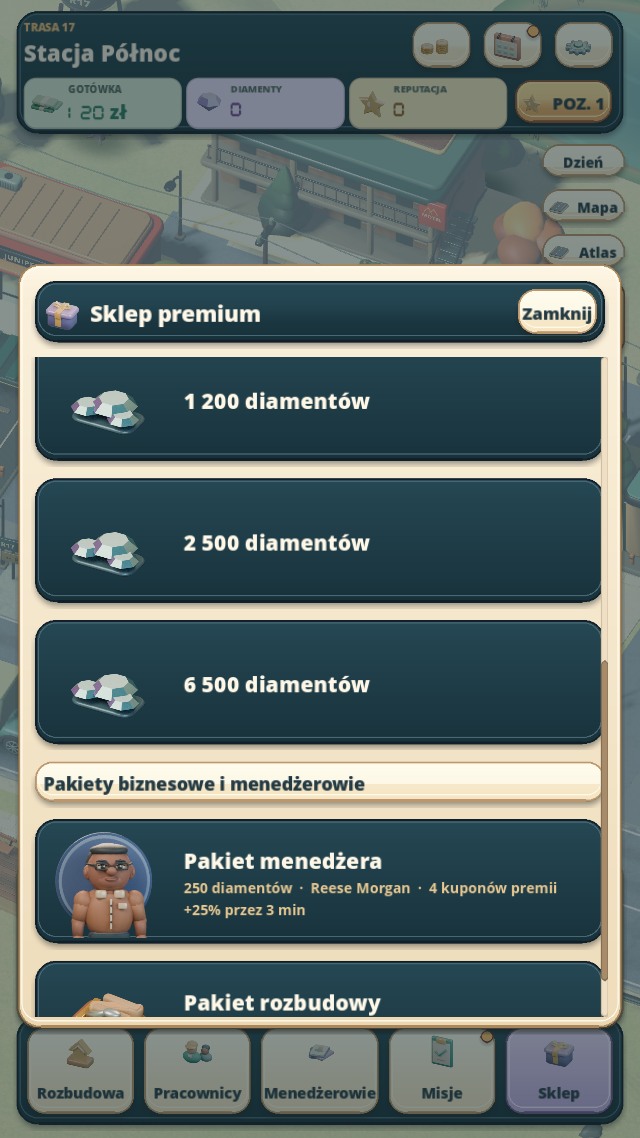 TRASA 17
Stacja Północ
GOTÓWKA
120 zł
DIAMENTY
0
REPUTACJA
0
POZ. 1
Dzień
Mapa
Atlas
Sklep premium
Zamknij
1 200 diamentów
2 500 diamentów
6 500 diamentów
Pakiety biznesowe i menedżerowie
Pakiet menedżera
250 diamentów · Reese Morgan · 4 kuponów premii
+25% przez 3 min
Pakiet rozbudowy
Rozbudowa
Pracownicy
Menedżerowie
Misje
Sklep